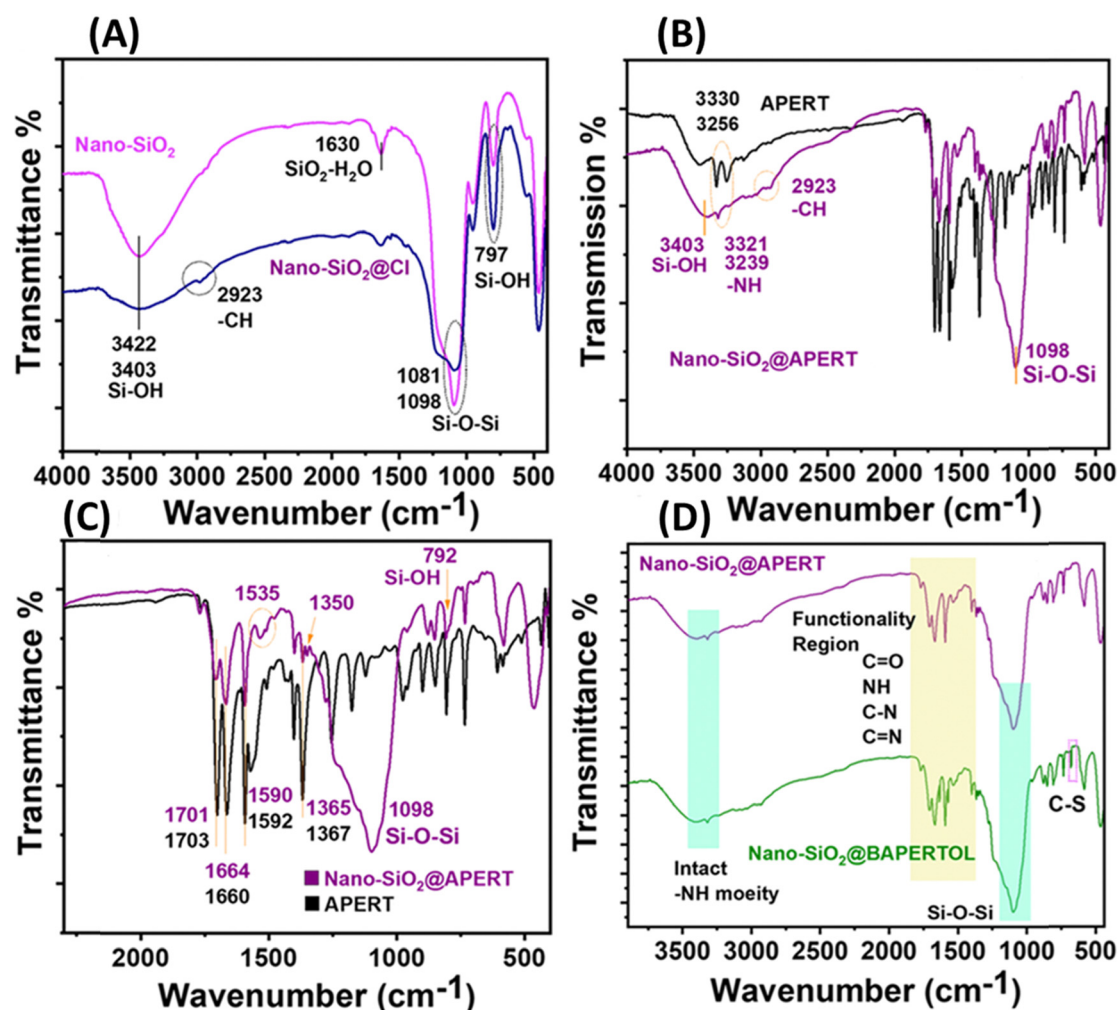 (A)
Transmittance %
Nano-SiO₂
1630
SiO₂-H₂O
Nano-SiO₂@Cl
2923
-CH
3422
3403
Si-OH
797
Si-OH
1081
1098
Si-O-Si
4000 3500 3000 2500 2000 1500 1000 500
Wavenumber (cm⁻¹)
(B)
Transmission %
3330
3256
APERT
2923
-CH
3403
Si-OH
3321
3239
-NH
Nano-SiO₂@APERT
1098
Si-O-Si
4000 3500 3000 2500 2000 1500 1000 500
Wavenumber (cm⁻¹)
(C)
Transmittance %
792
Si-OH
1535
1350
1701
1703
1664
1660
1590
1592
1365
1367
1098
Si-O-Si
Nano-SiO₂@APERT
APERT
2000 1500 1000 500
Wavenumber (cm⁻¹)
(D)
Transmittance %
Nano-SiO₂@APERT
Functionality
Region
C=O
NH
C-N
C=N
C-S
Nano-SiO₂@BAPERTOL
Intact
-NH moeity
Si-O-Si
3500 3000 2500 2000 1500 1000 500
Wavenumber (cm⁻¹)